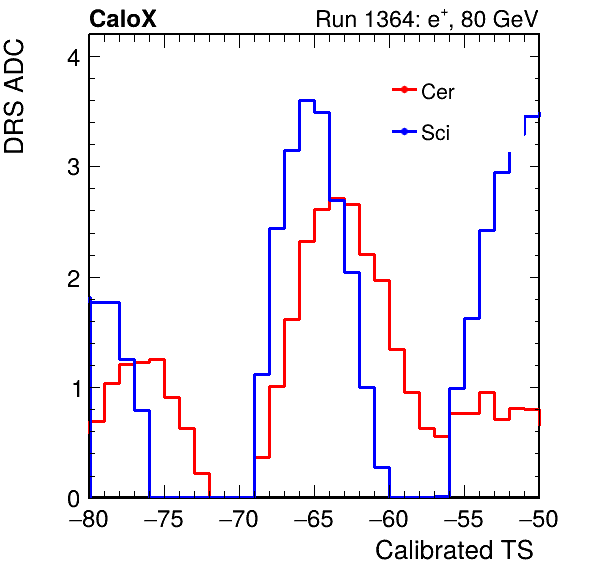 CaloX Run 1364: e⁺, 80 GeV
DRS ADC
4
3
2
1
0
Cer
Sci
−80 −75 −70 −65 −60 −55 −50
Calibrated TS